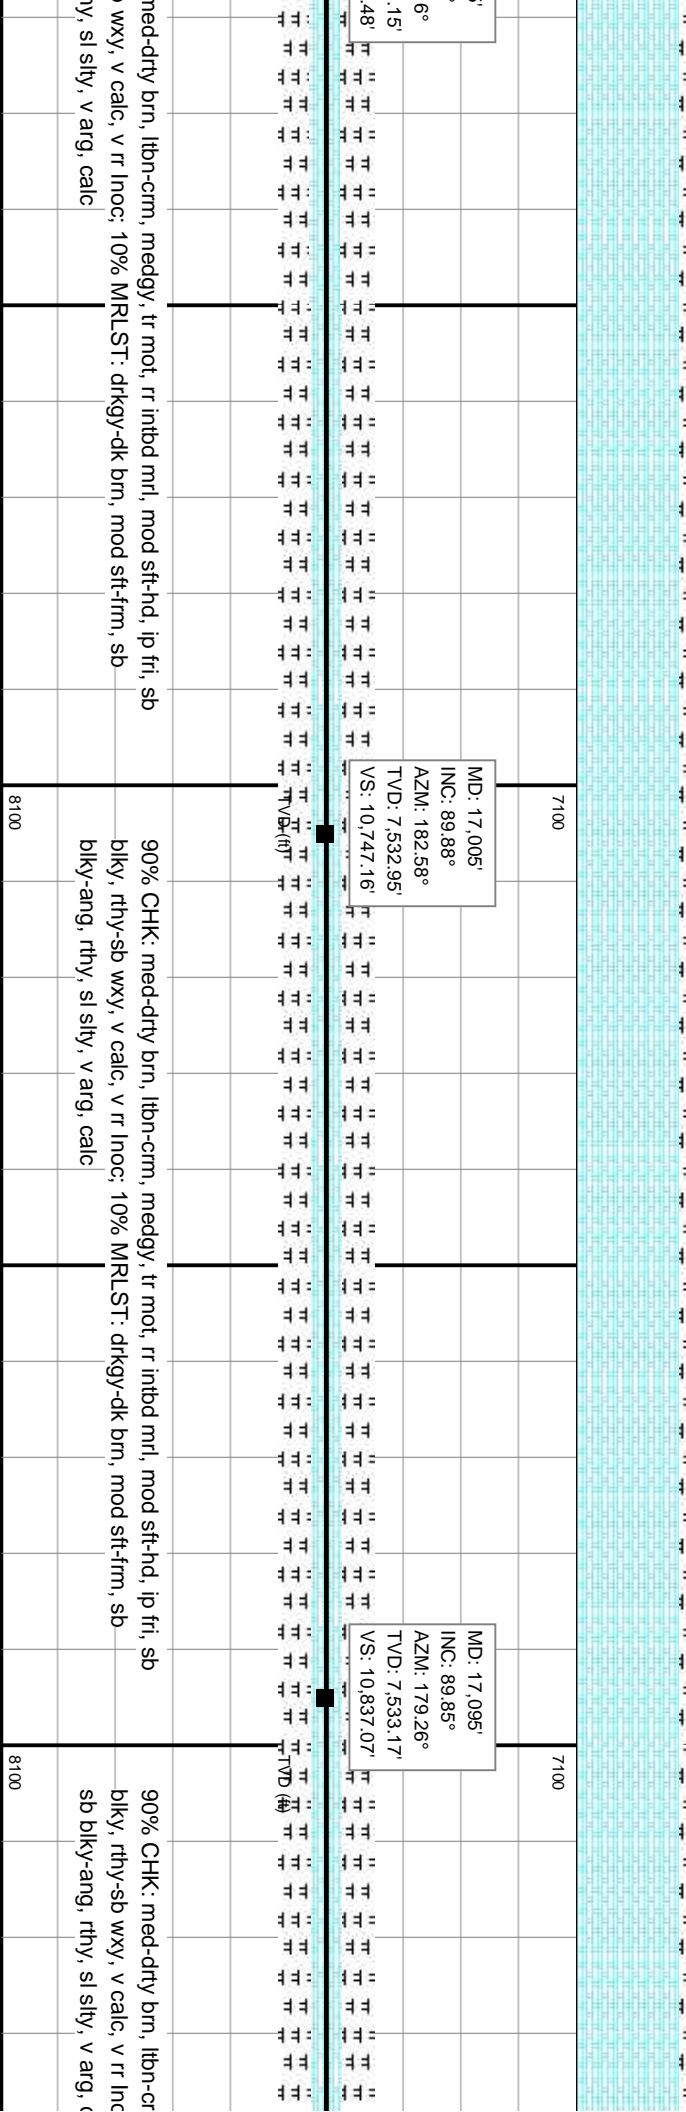 6'
°
6°
.15'
.48'
med-drty brn, ltbn-crm, medgy, tr mot, rr intbd mrl, mod sft-hd, ip fri, sb
wxy, v calc, v rr Inoc; 10% MRLST: drkgy-dk brn, mod sft-frm, sb
sl slty, v arg, calc
7100
MD: 17,005'
INC: 89.88°
AZM: 182.58°
TVD: 7,532.95'
VS: 10,747.16'
TVD (ft)
8100
90% CHK: med-drty brn, ltbn-crm, medgy, tr mot, rr intbd mrl, mod sft-hd, ip fri, sb
blky, rthy-sb wxy, v calc, v rr Inoc; 10% MRLST: drkgy-dk brn, mod sft-frm, sb
blky-ang, rthy, sl slty, v arg, calc
MD: 17,095'
INC: 89.85°
AZM: 179.26°
TVD: 7,533.17'
VS: 10,837.07'
7100
TVD (ft)
8100
90% CHK: med-drty brn, ltbn-cr
blky, rthy-sb wxy, v calc, v rr Ino
sb blky-ang, rthy, sl slty, v arg, c